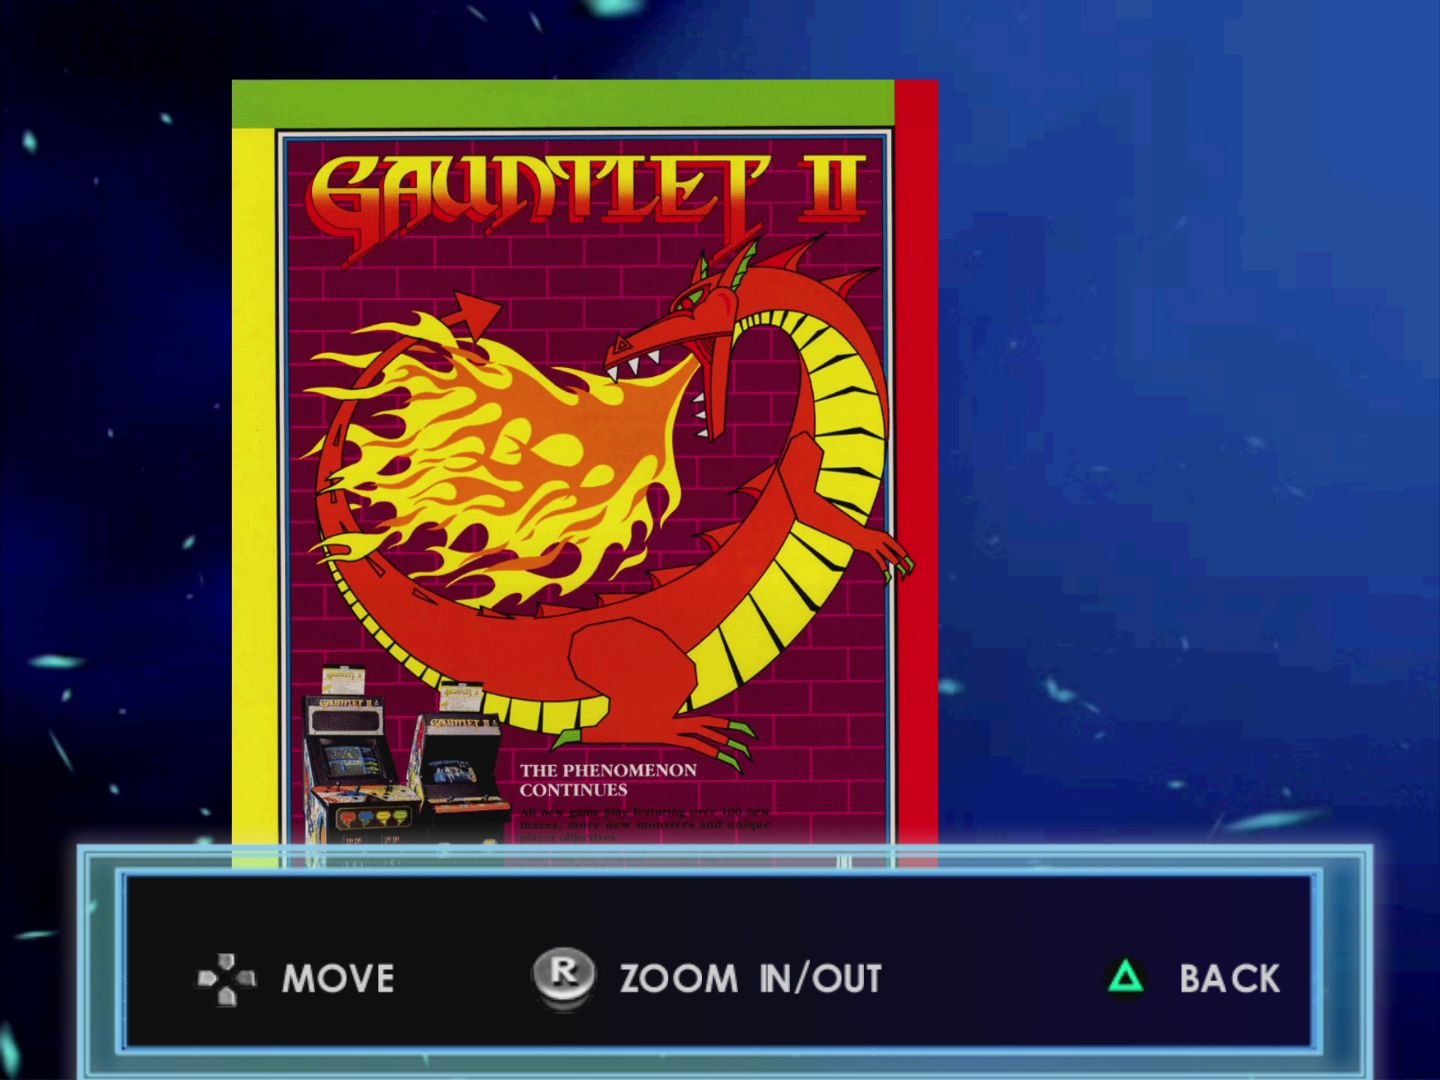 GAUNTLET II
GAUNTLET II
GAUNTLET II
THE PHENOMENON
CONTINUES
All new game play featuring over 100 new
mazes, more new monsters and unique
player objectives.
MOVE
R
ZOOM IN/OUT
BACK